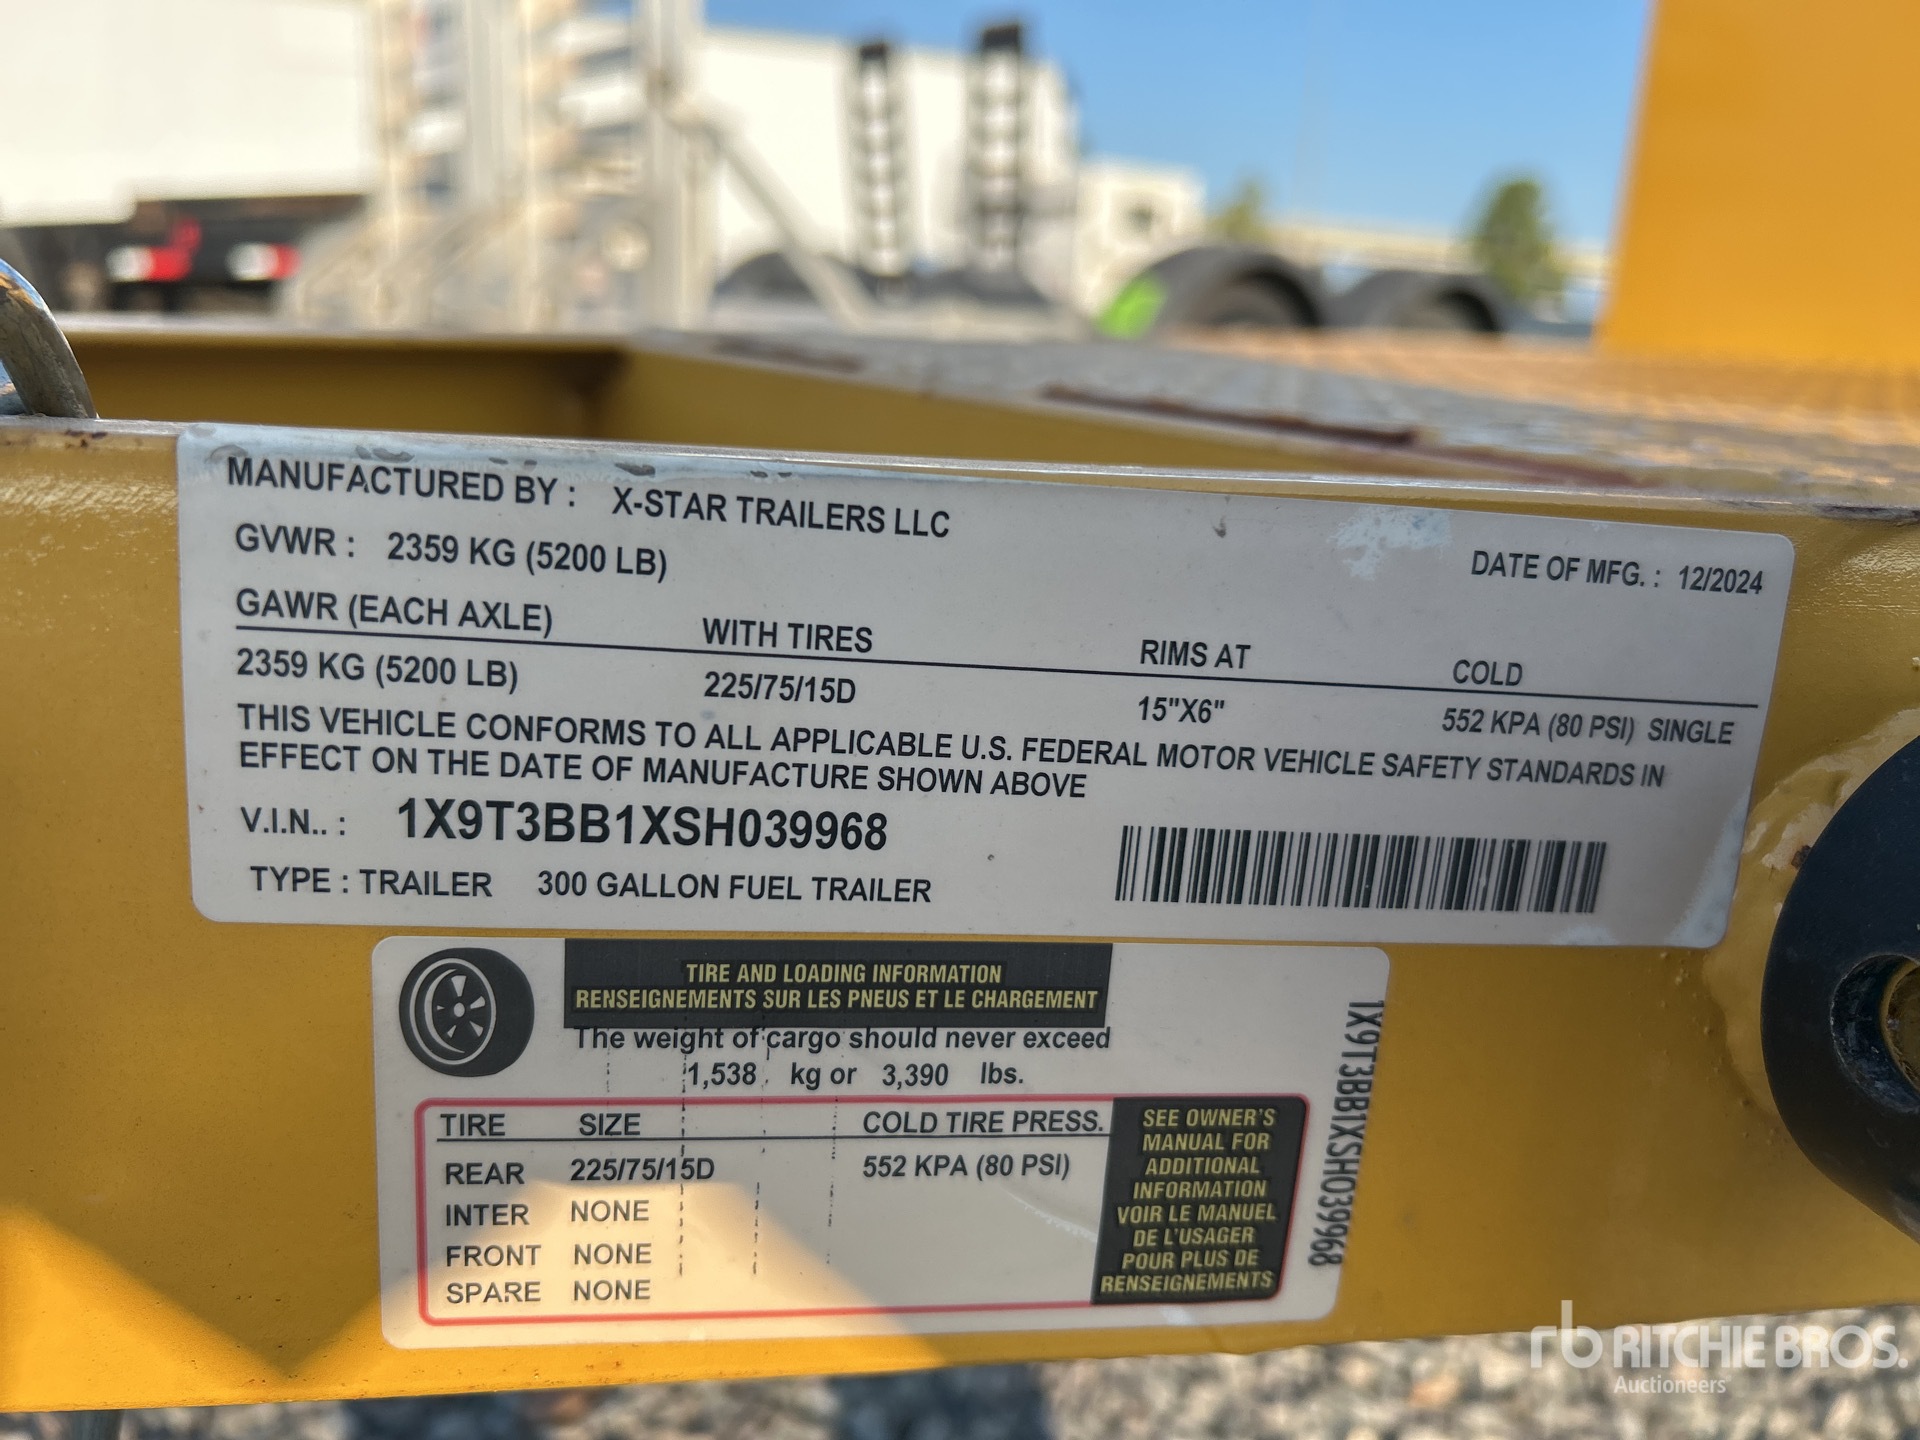 MANUFACTURED BY : X-STAR TRAILERS LLC
GVWR : 2359 KG (5200 LB)
DATE OF MFG. : 12/2024
GAWR (EACH AXLE) WITH TIRES RIMS AT COLD
2359 KG (5200 LB) 225/75/15D 15"X6" 552 KPA (80 PSI) SINGLE
THIS VEHICLE CONFORMS TO ALL APPLICABLE U.S. FEDERAL MOTOR VEHICLE SAFETY STANDARDS IN
EFFECT ON THE DATE OF MANUFACTURE SHOWN ABOVE
V.I.N.. : 1X9T3BB1XSH039968
TYPE : TRAILER 300 GALLON FUEL TRAILER
TIRE AND LOADING INFORMATION
RENSEIGNEMENTS SUR LES PNEUS ET LE CHARGEMENT
The weight of cargo should never exceed
1,538 kg or 3,390 lbs.
TIRE SIZE COLD TIRE PRESS.
REAR 225/75/15D 552 KPA (80 PSI)
INTER NONE
FRONT NONE
SPARE NONE
SEE OWNER'S
MANUAL FOR
ADDITIONAL
INFORMATION
VOIR LE MANUEL
DE L'USAGER
POUR PLUS DE
RENSEIGNEMENTS
1X9T3BB1XSH039968
rb RITCHIE BROS.
Auctioneers